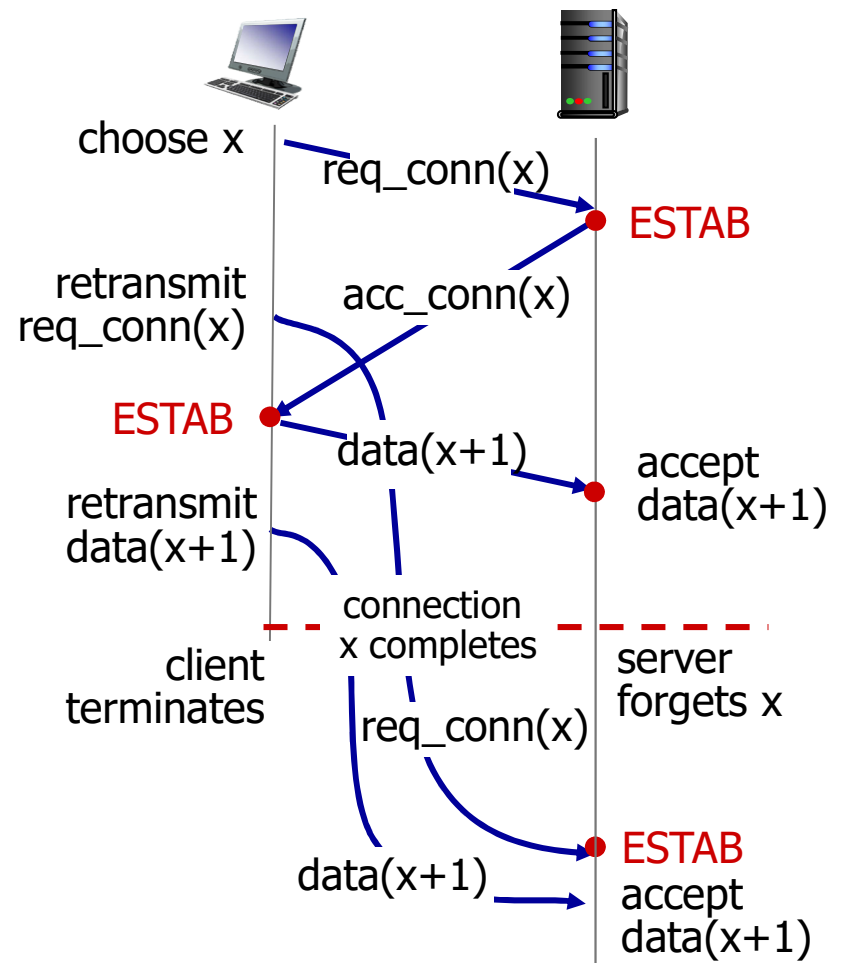 choose x
req_conn(x)
ESTAB
retransmit
req_conn(x)
acc_conn(x)
ESTAB
data(x+1)
accept
data(x+1)
retransmit
data(x+1)
connection
x completes
client
terminates
server
forgets x
req_conn(x)
ESTAB
data(x+1)
accept
data(x+1)